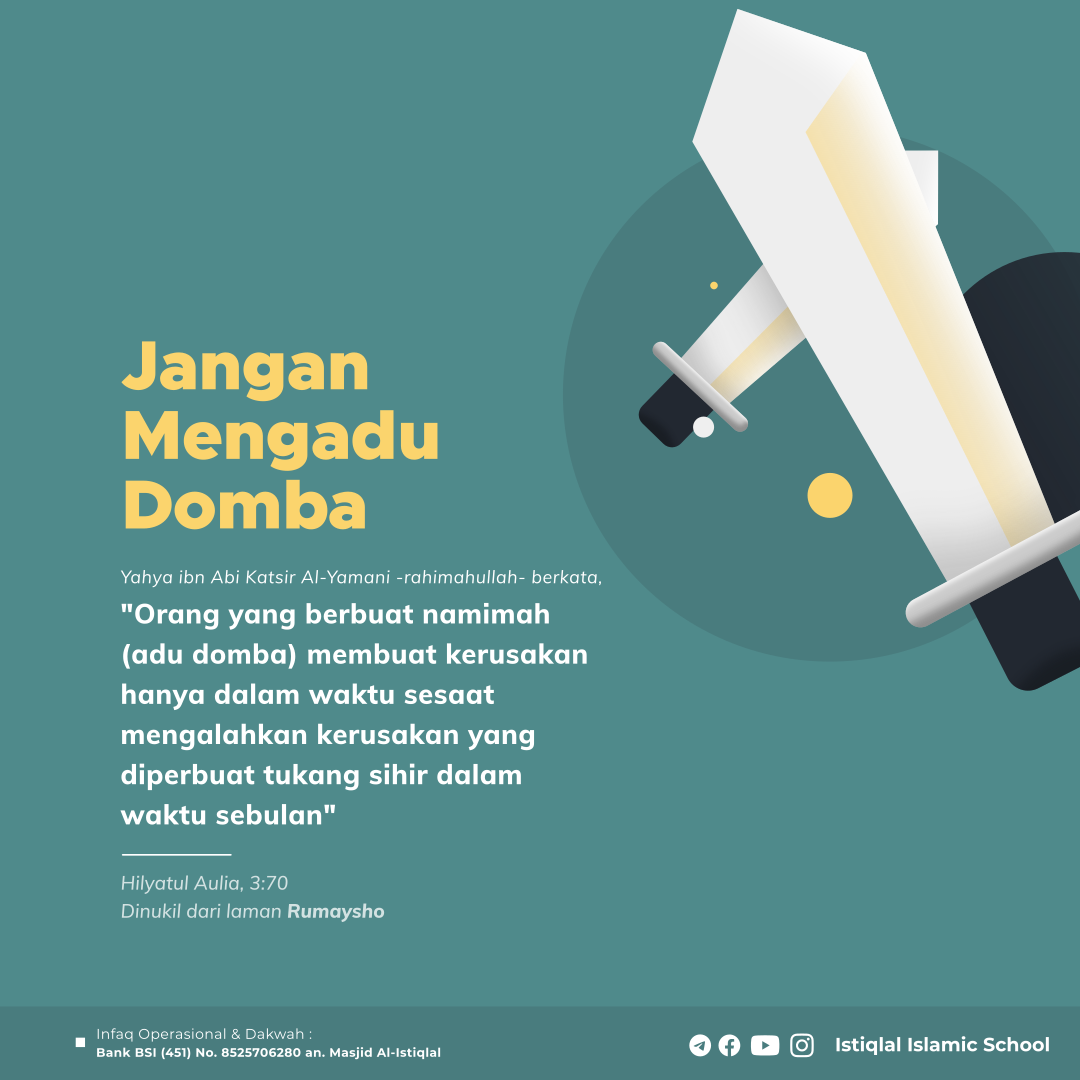 Jangan
Mengadu
Domba
Yahya ibn Abi Katsir Al-Yamani -rahimahullah- berkata,
"Orang yang berbuat namimah
(adu domba) membuat kerusakan
hanya dalam waktu sesaat
mengalahkan kerusakan yang
diperbuat tukang sihir dalam
waktu sebulan"
Hilyatul Aulia, 3:70
Dinukil dari laman Rumaysho
Infaq Operasional & Dakwah :
Bank BSI (451) No. 8525706280 an. Masjid Al-Istiqlal
Istiqlal Islamic School